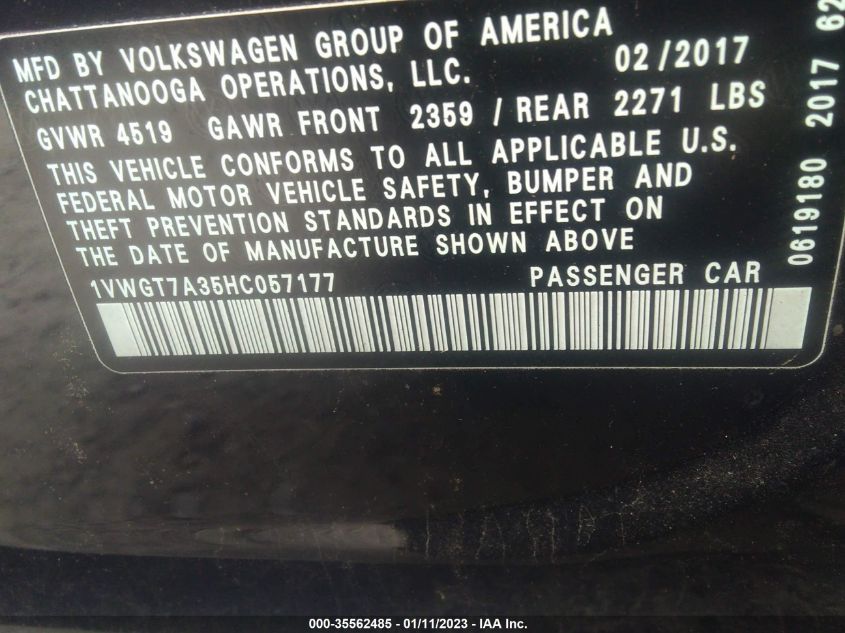 MFD BY VOLKSWAGEN GROUP OF AMERICA
CHATTANOOGA OPERATIONS, LLC. 02/2017
GVWR 4519 GAWR FRONT 2359 / REAR 2271 LBS
THIS VEHICLE CONFORMS TO ALL APPLICABLE U.S.
FEDERAL MOTOR VEHICLE SAFETY, BUMPER AND
THEFT PREVENTION STANDARDS IN EFFECT ON
THE DATE OF MANUFACTURE SHOWN ABOVE
1VWGT7A35HC057177 PASSENGER CAR
0619180 2017 62
000-35562485 - 01/11/2023 - IAA Inc.